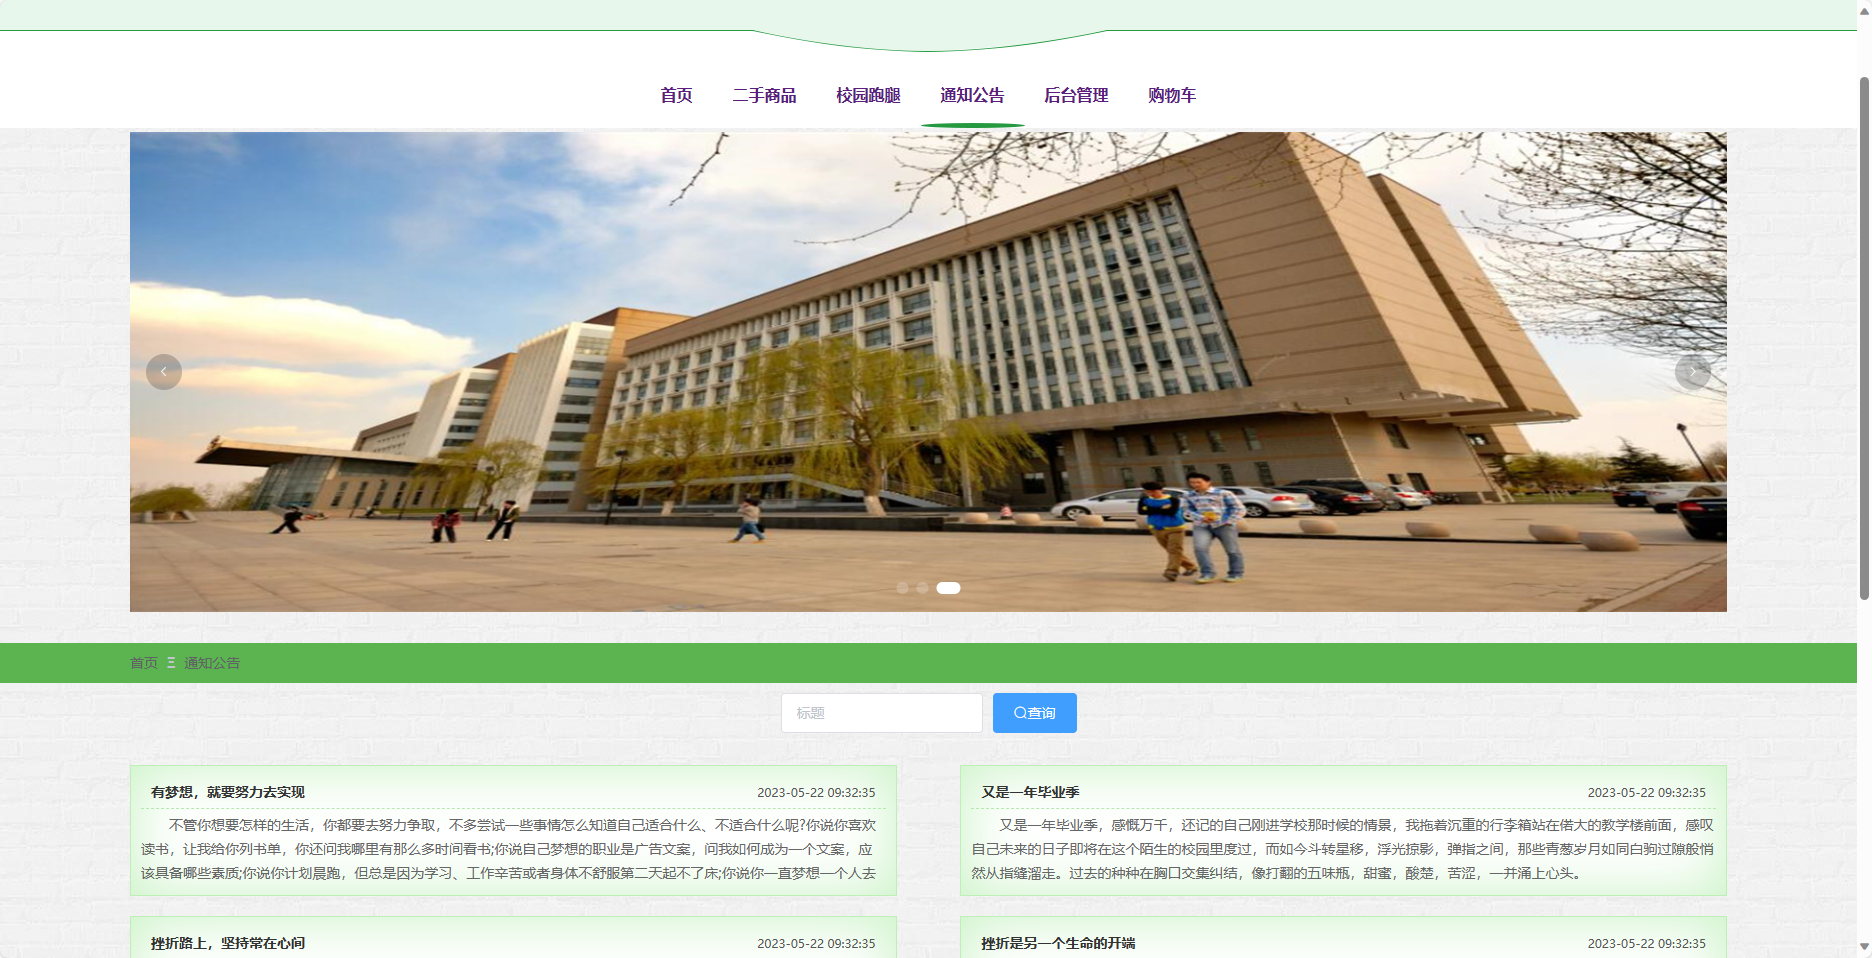 首页 二手商品 校园跑腿 通知公告 后台管理 购物车
首页 Ξ 通知公告
标题 查询
有梦想，就要努力去实现 2023-05-22 09:32:35
不管你想要怎样的生活，你都要去努力争取，不多尝试一些事情怎么知道自己适合什么、不适合什么呢?你说你喜欢
读书，让我给你列书单，你还问我哪里有那么多时间看书;你说自己梦想的职业是广告文案，问我如何成为一个文案，应
该具备哪些素质;你说你计划晨跑，但总是因为学习、工作辛苦或者身体不舒服第二天起不了床;你说你一直梦想一个人去
又是一年毕业季 2023-05-22 09:32:35
又是一年毕业季，感慨万千，还记的自己刚进学校那时候的情景，我拖着沉重的行李箱站在偌大的教学楼前面，感叹
自己未来的日子即将在这个陌生的校园里度过，而如今斗转星移，浮光掠影，弹指之间，那些青葱岁月如同白驹过隙般悄
然从指缝溜走。过去的种种在胸口交集纠结，像打翻的五味瓶，甜蜜，酸楚，苦涩，一并涌上心头。
挫折路上，坚持常在心间 2023-05-22 09:32:35
挫折是另一个生命的开端 2023-05-22 09:32:35